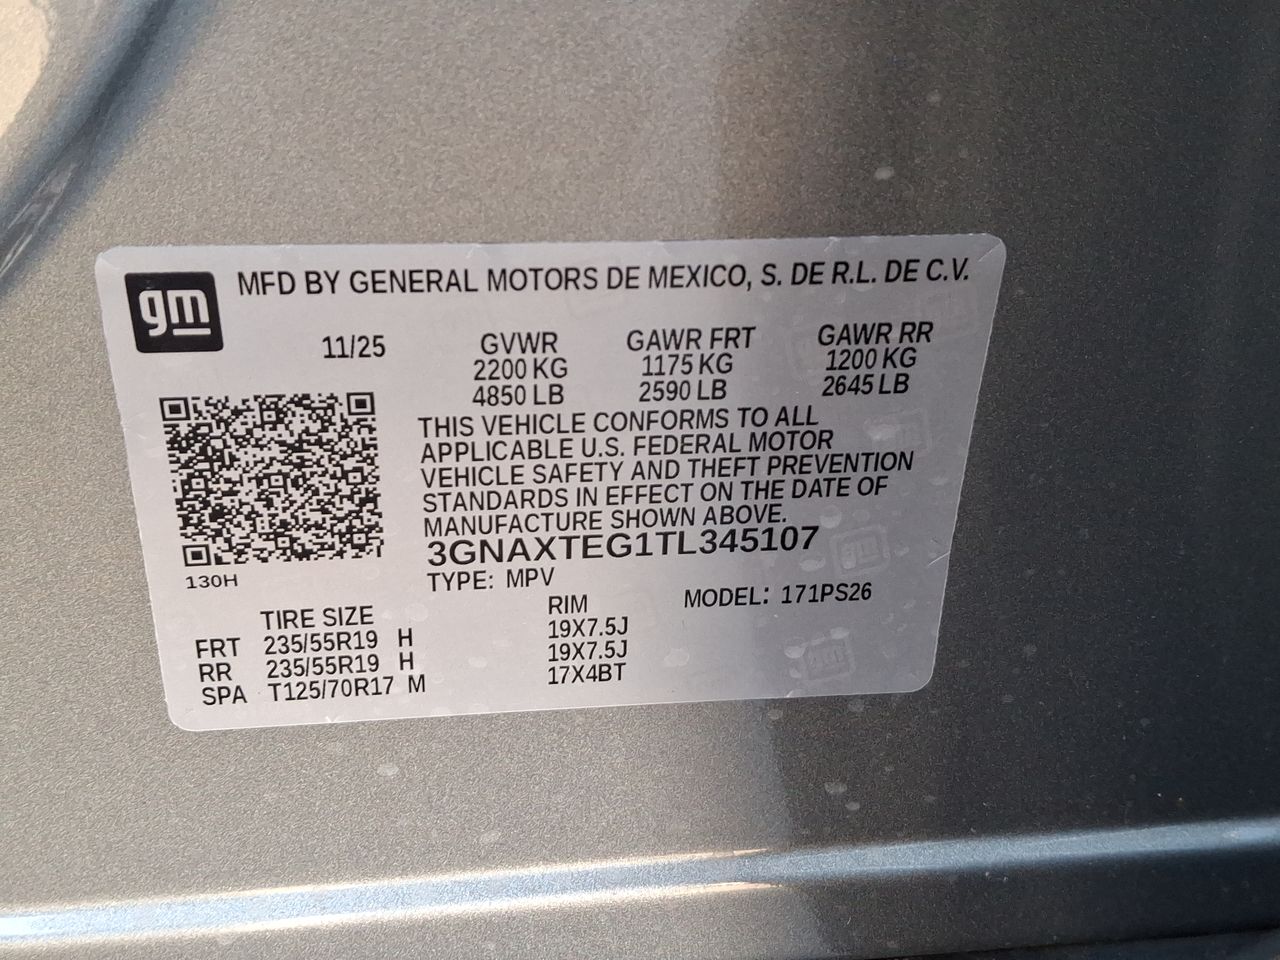 gm
MFD BY GENERAL MOTORS DE MEXICO, S. DE R.L. DE C.V.
11/25 GVWR GAWR FRT GAWR RR
2200 KG 1175 KG 1200 KG
4850 LB 2590 LB 2645 LB
THIS VEHICLE CONFORMS TO ALL
APPLICABLE U.S. FEDERAL MOTOR
VEHICLE SAFETY AND THEFT PREVENTION
STANDARDS IN EFFECT ON THE DATE OF
MANUFACTURE SHOWN ABOVE.
3GNAXTEG1TL345107
130H TYPE: MPV MODEL: 171PS26
TIRE SIZE RIM
FRT 235/55R19 H 19X7.5J
RR 235/55R19 H 19X7.5J
SPA T125/70R17 M 17X4BT